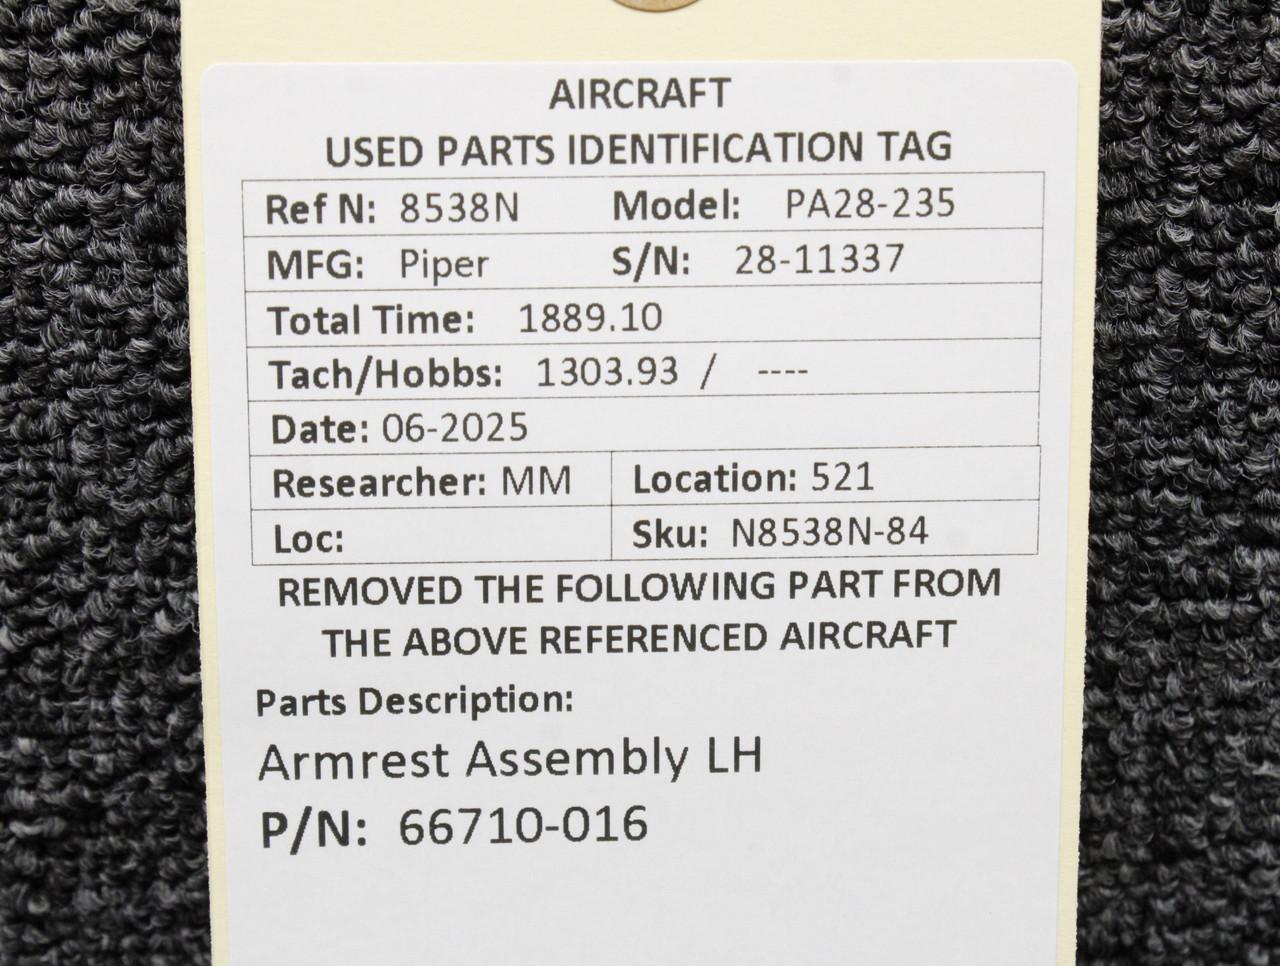 AIRCRAFT
USED PARTS IDENTIFICATION TAG
Ref N: 8538N Model: PA28-235
MFG: Piper S/N: 28-11337
Total Time: 1889.10
Tach/Hobbs: 1303.93 / ----
Date: 06-2025
Researcher: MM Location: 521
Loc: Sku: N8538N-84
REMOVED THE FOLLOWING PART FROM
THE ABOVE REFERENCED AIRCRAFT
Parts Description:
Armrest Assembly LH
P/N: 66710-016